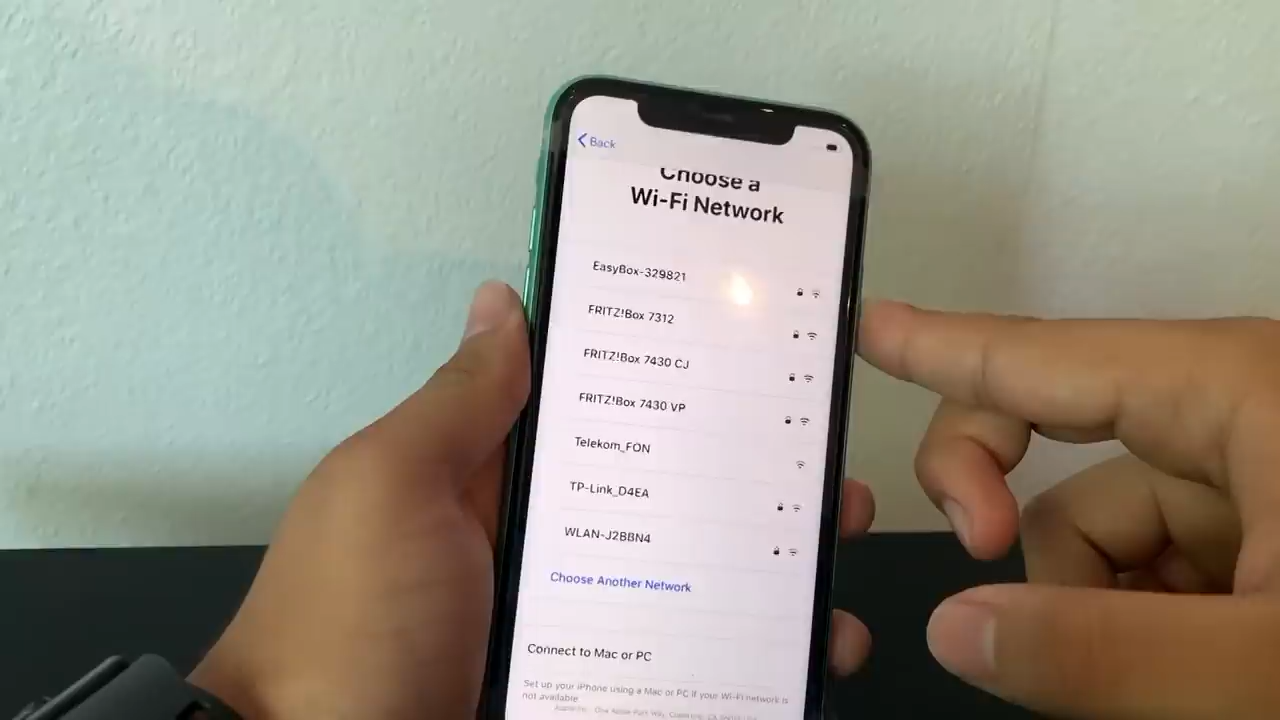 Back
Choose a
Wi-Fi Network
EasyBox-329821
FRITZ!Box 7312
FRITZ!Box 7430 CJ
FRITZ!Box 7430 VP
Telekom_FON
TP-Link_D4EA
WLAN-J2BBN4
Choose Another Network
Connect to Mac or PC
Set up your iPhone using a Mac or PC if your Wi-Fi network is
not available